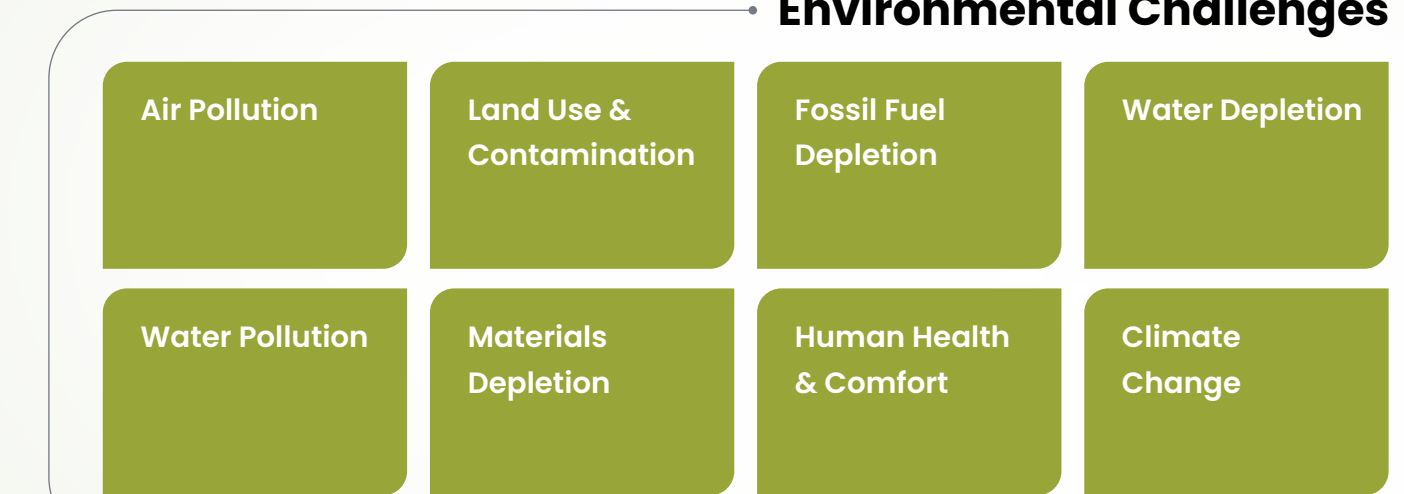 Environmental Challenges
Air Pollution
Land Use &
Contamination
Fossil Fuel
Depletion
Water Depletion
Water Pollution
Materials
Depletion
Human Health
& Comfort
Climate
Change